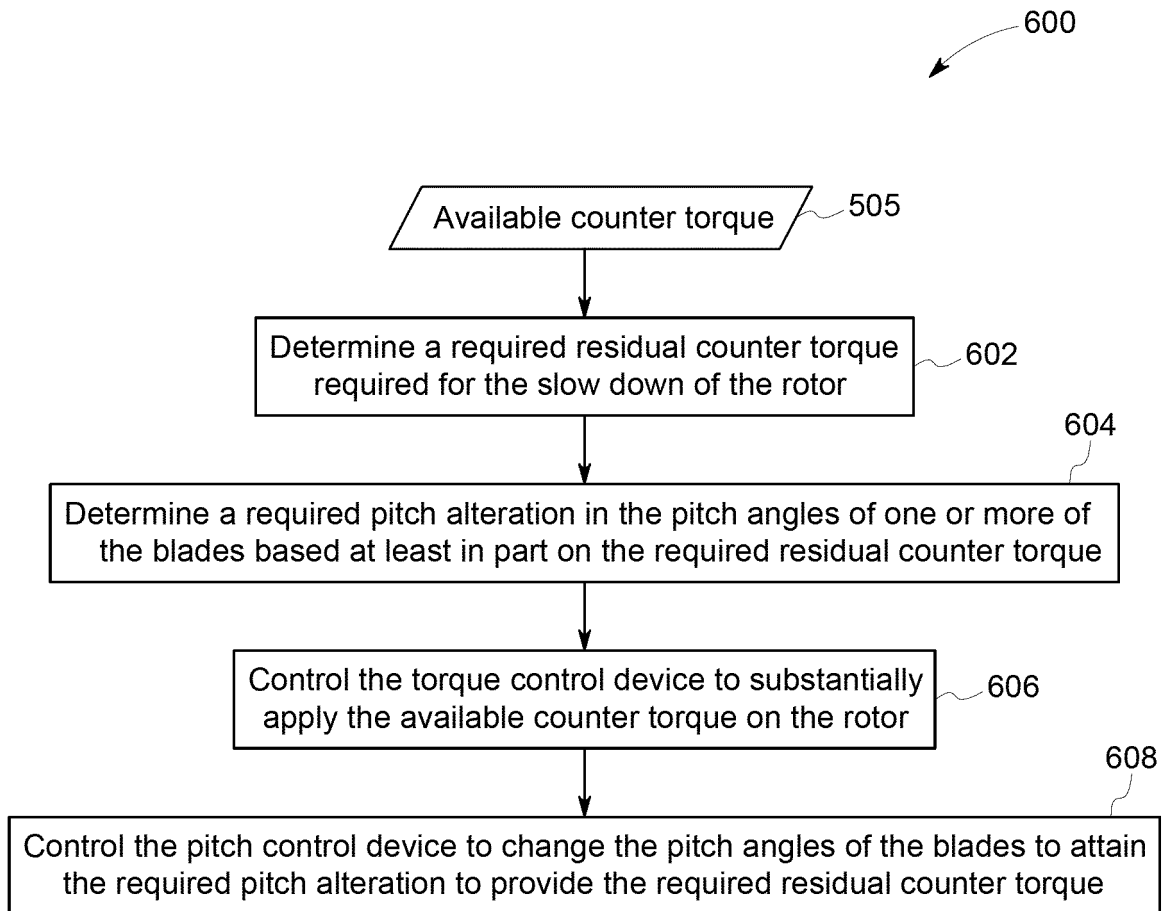 600
Available counter torque
505
Determine a required residual counter torque
required for the slow down of the rotor
602
604
Determine a required pitch alteration in the pitch angles of one or more of
the blades based at least in part on the required residual counter torque
Control the torque control device to substantially
apply the available counter torque on the rotor
606
608
Control the pitch control device to change the pitch angles of the blades to attain
the required pitch alteration to provide the required residual counter torque